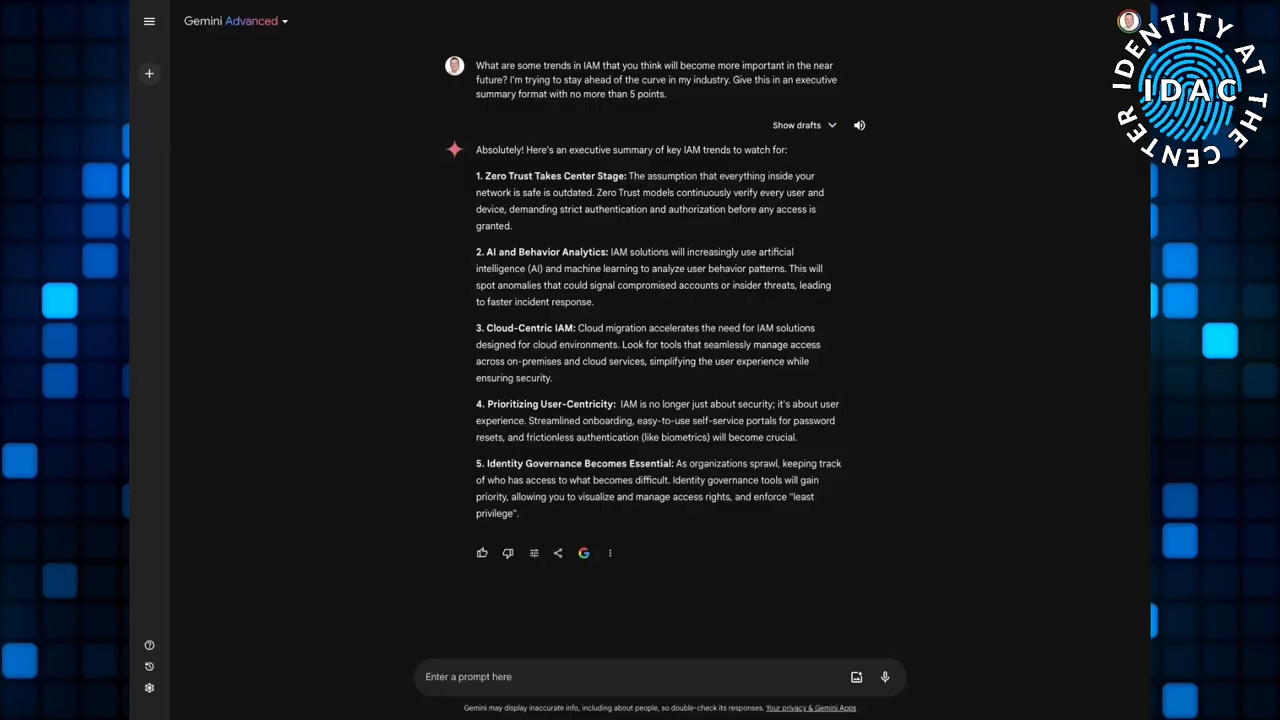 Gemini Advanced
What are some trends in IAM that you think will become more important in the near
future? I'm trying to stay ahead of the curve in my industry. Give this in an executive
summary format with no more than 5 points.
Show drafts
Absolutely! Here's an executive summary of key IAM trends to watch for:
1. Zero Trust Takes Center Stage: The assumption that everything inside your
network is safe is outdated. Zero Trust models continuously verify every user and
device, demanding strict authentication and authorization before any access is
granted.
2. AI and Behavior Analytics: IAM solutions will increasingly use artificial
intelligence (AI) and machine learning to analyze user behavior patterns. This will
spot anomalies that could signal compromised accounts or insider threats, leading
to faster incident response.
3. Cloud-Centric IAM: Cloud migration accelerates the need for IAM solutions
designed for cloud environments. Look for tools that seamlessly manage access
across on-premises and cloud services, simplifying the user experience while
ensuring security.
4. Prioritizing User-Centricity: IAM is no longer just about security; it's about user
experience. Streamlined onboarding, easy-to-use self-service portals for password
resets, and frictionless authentication (like biometrics) will become crucial.
5. Identity Governance Becomes Essential: As organizations sprawl, keeping track
of who has access to what becomes difficult. Identity governance tools will gain
priority, allowing you to visualize and manage access rights, and enforce "least
privilege".
Enter a prompt here
Gemini may display inaccurate info, including about people, so double-check its responses. Your privacy & Gemini Apps
IDENTITY AT THE CENTER
IDAC